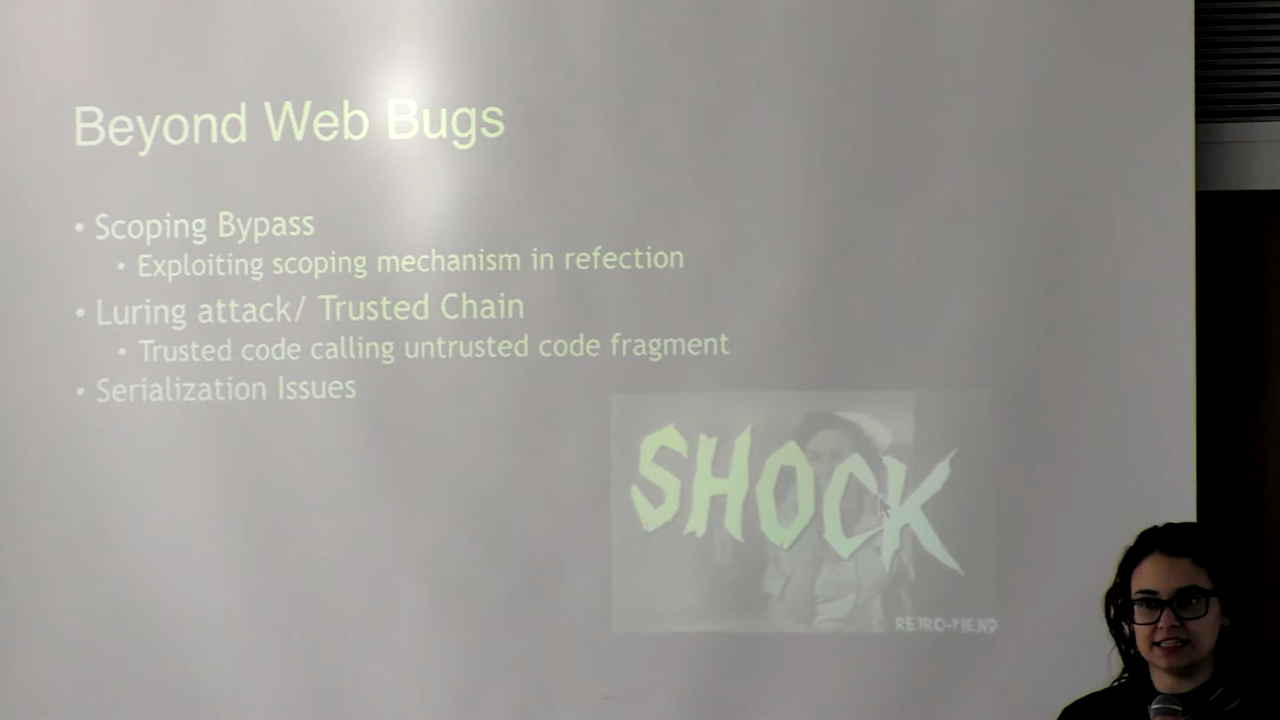 Beyond Web Bugs
• Scoping Bypass
• Exploiting scoping mechanism in refection
• Luring attack/ Trusted Chain
• Trusted code calling untrusted code fragment
• Serialization Issues
SHOCK
RETRO-FIEND